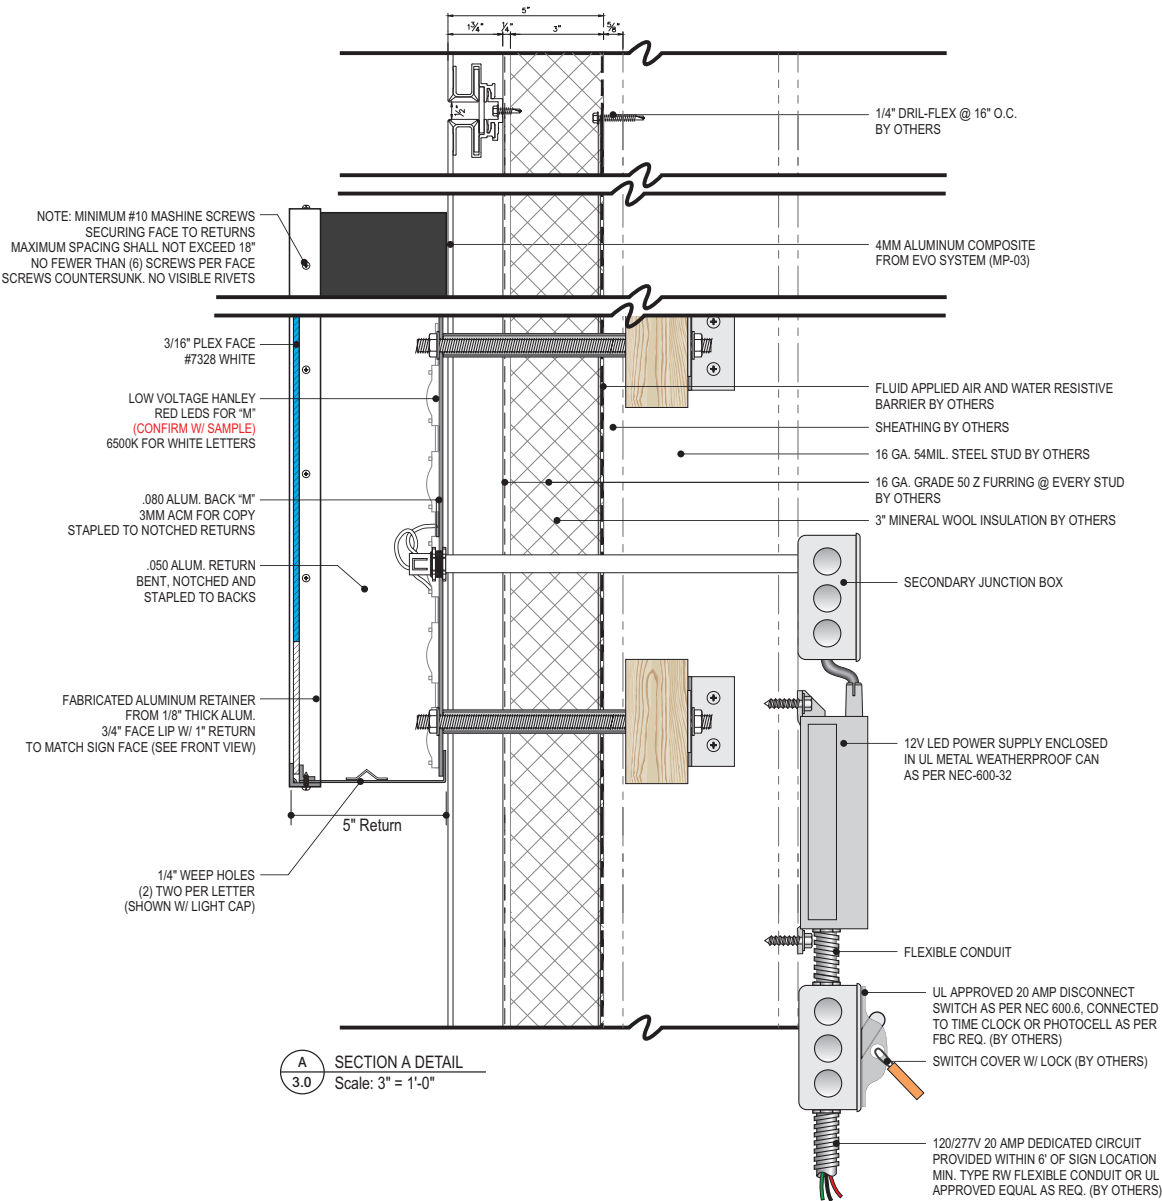 5"
1¾"
¼"
3"
⅝"
½"
1/4" DRIL-FLEX @ 16" O.C.
BY OTHERS
NOTE: MINIMUM #10 MASHINE SCREWS
SECURING FACE TO RETURNS
MAXIMUM SPACING SHALL NOT EXCEED 18"
NO FEWER THAN (6) SCREWS PER FACE
SCREWS COUNTERSUNK. NO VISIBLE RIVETS
4MM ALUMINUM COMPOSITE
FROM EVO SYSTEM (MP-03)
3/16" PLEX FACE
#7328 WHITE
LOW VOLTAGE HANLEY
RED LEDS FOR “M”
(CONFIRM W/ SAMPLE)
6500K FOR WHITE LETTERS
FLUID APPLIED AIR AND WATER RESISTIVE
BARRIER BY OTHERS
SHEATHING BY OTHERS
16 GA. 54MIL. STEEL STUD BY OTHERS
16 GA. GRADE 50 Z FURRING @ EVERY STUD
BY OTHERS
3" MINERAL WOOL INSULATION BY OTHERS
.080 ALUM. BACK “M”
3MM ACM FOR COPY
STAPLED TO NOTCHED RETURNS
.050 ALUM. RETURN
BENT, NOTCHED AND
STAPLED TO BACKS
SECONDARY JUNCTION BOX
FABRICATED ALUMINUM RETAINER
FROM 1/8" THICK ALUM.
3/4" FACE LIP W/ 1" RETURN
TO MATCH SIGN FACE (SEE FRONT VIEW)
12V LED POWER SUPPLY ENCLOSED
IN UL METAL WEATHERPROOF CAN
AS PER NEC-600-32
5" Return
1/4" WEEP HOLES
(2) TWO PER LETTER
(SHOWN W/ LIGHT CAP)
FLEXIBLE CONDUIT
UL APPROVED 20 AMP DISCONNECT
SWITCH AS PER NEC 600.6, CONNECTED
TO TIME CLOCK OR PHOTOCELL AS PER
FBC REQ. (BY OTHERS)
SWITCH COVER W/ LOCK (BY OTHERS)
A
3.0
SECTION A DETAIL
Scale: 3" = 1'-0"
120/277V 20 AMP DEDICATED CIRCUIT
PROVIDED WITHIN 6' OF SIGN LOCATION
MIN. TYPE RW FLEXIBLE CONDUIT OR UL
APPROVED EQUAL AS REQ. (BY OTHERS)